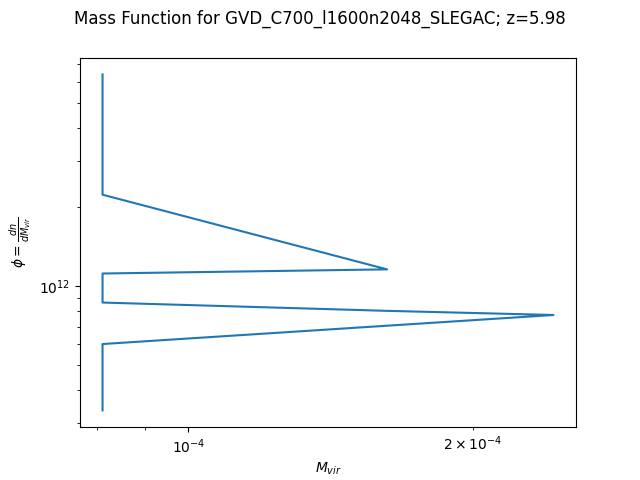 Mass Function for GVD_C700_l1600n2048_SLEGAC; z=5.98
ϕ = dn/dM_vir
10^12
10^-4
2 × 10^-4
M_vir